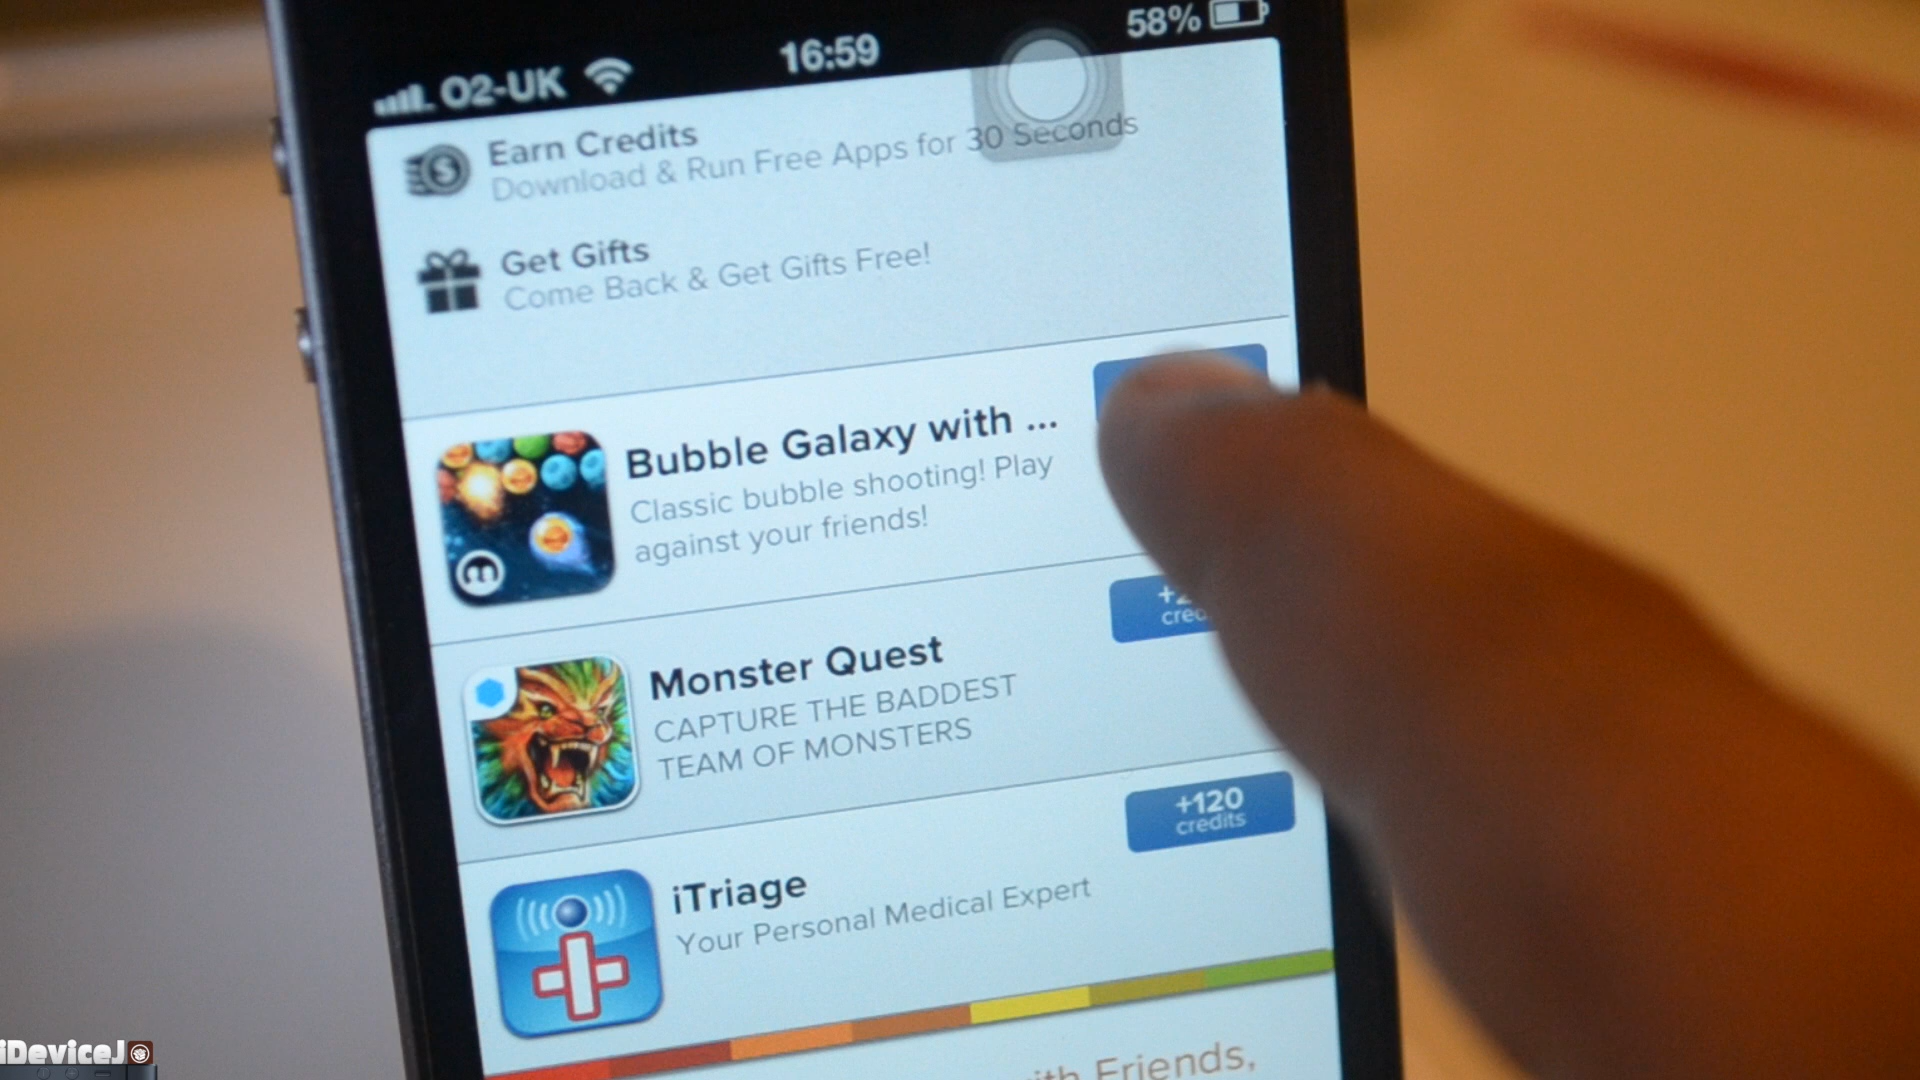 O2-UK 16:59 58%
Earn Credits
Download & Run Free Apps for 30 Seconds
Get Gifts
Come Back & Get Gifts Free!
Bubble Galaxy with ...
Classic bubble shooting! Play
against your friends!
Monster Quest
CAPTURE THE BADDEST
TEAM OF MONSTERS
+120
credits
iTriage
Your Personal Medical Expert
Friends,
iDeviceJ